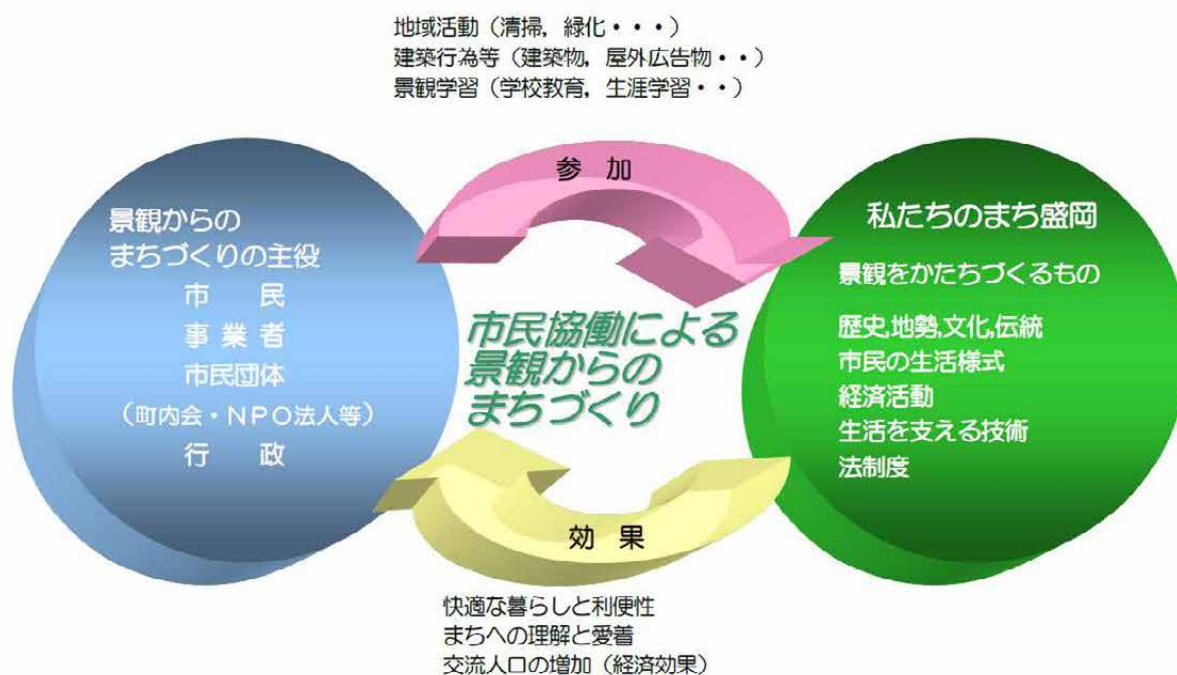 地域活動（清掃，緑化・・・）
建築行為等（建築物，屋外広告物・・）
景観学習（学校教育，生涯学習・・）
参　加
景観からの
まちづくりの主役
市　　民
事 業 者
市民団体
（町内会・ＮＰＯ法人等）
行　　政
市民協働による
景観からの
まちづくり
私たちのまち盛岡
景観をかたちづくるもの
歴史,地勢,文化,伝統
市民の生活様式
経済活動
生活を支える技術
法制度
効　果
快適な暮らしと利便性
まちへの理解と愛着
交流人口の増加（経済効果）